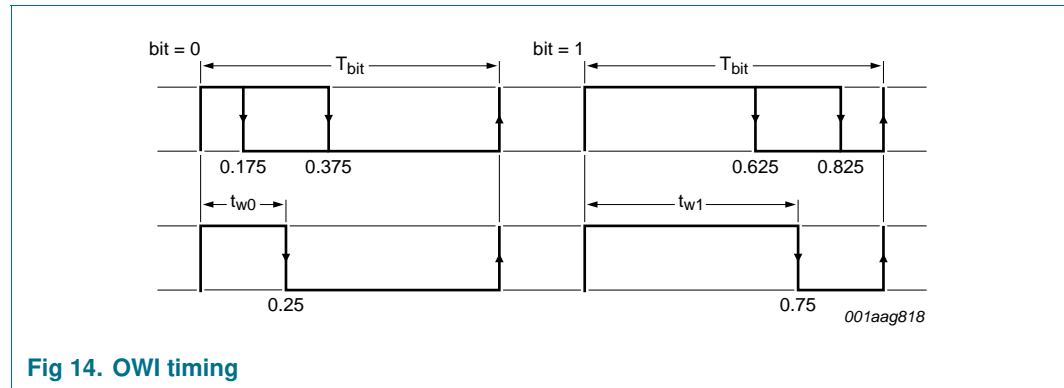 bit = 0
T_bit
bit = 1
T_bit
0.175
0.375
0.625
0.825
t_w0
t_w1
0.25
0.75
001aag818
Fig 14. OWI timing